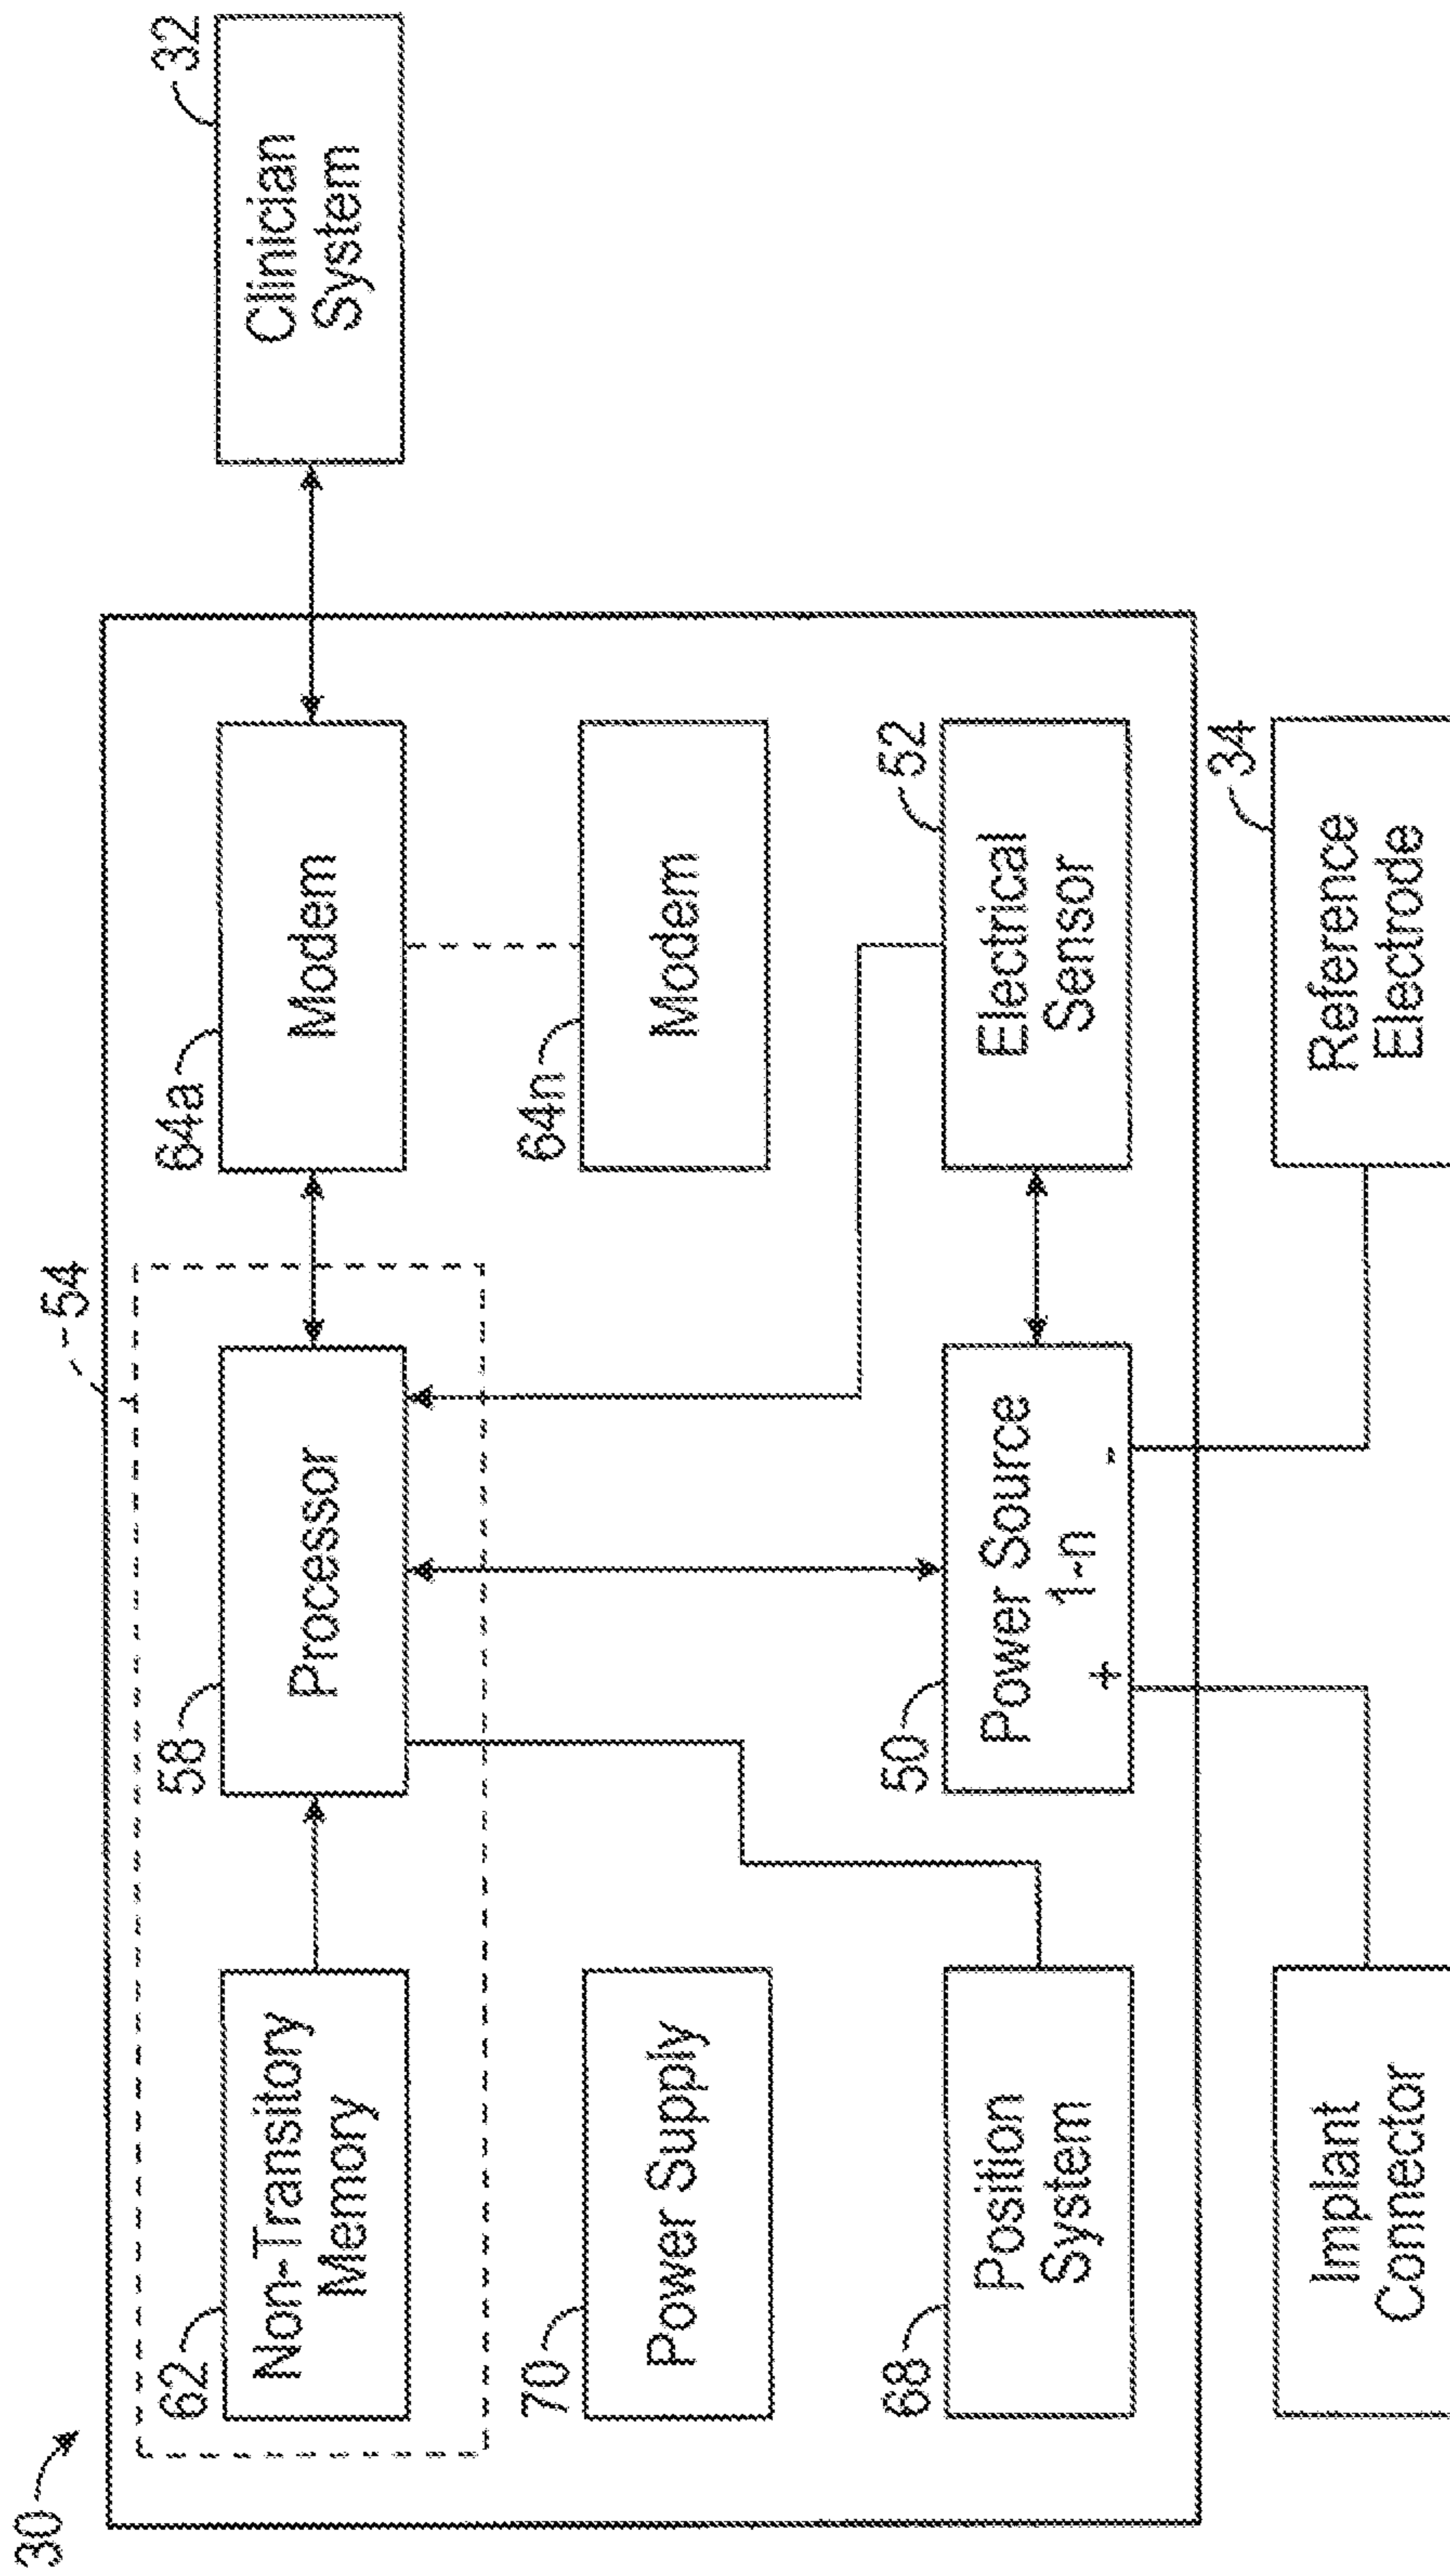 30
54
62
Non-Transitory
Memory
58
Processor
64a
Modem
32
Clinician
System
70
Power Supply
64n
Modem
68
Position
System
50
Power Source
1-n
+ -
52
Electrical
Sensor
Implant
Connector
34
Reference
Electrode